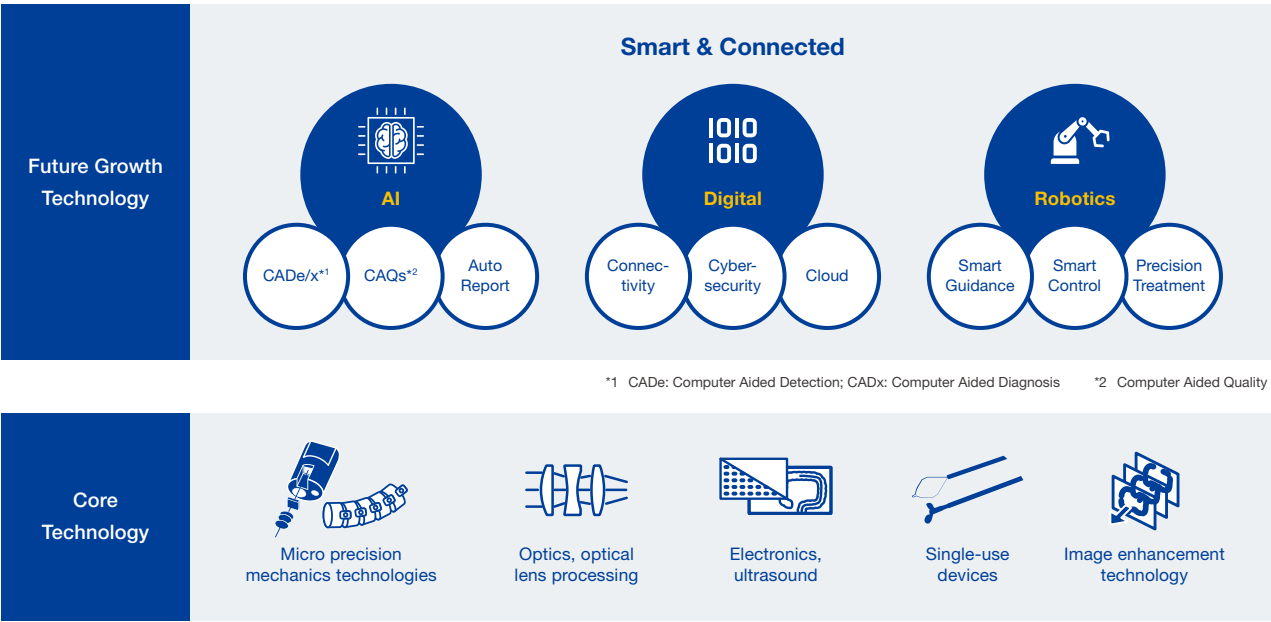 Smart & Connected
Future Growth
Technology
IOIO
IOIO
AI
Digital
Robotics
CADe/x*1
CAQs*2
Auto
Report
Connec-
tivity
Cyber-
security
Cloud
Smart
Guidance
Smart
Control
Precision
Treatment
*1 CADe: Computer Aided Detection; CADx: Computer Aided Diagnosis
*2 Computer Aided Quality
Core
Technology
Micro precision
mechanics technologies
Optics, optical
lens processing
Electronics,
ultrasound
Single-use
devices
Image enhancement
technology